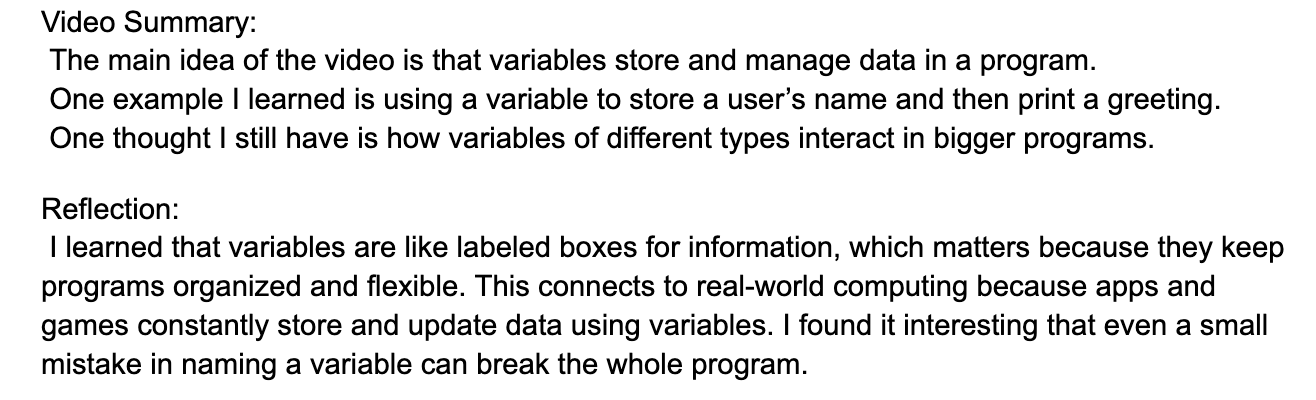 Video Summary:
The main idea of the video is that variables store and manage data in a program.
One example I learned is using a variable to store a user’s name and then print a greeting.
One thought I still have is how variables of different types interact in bigger programs.
Reflection:
I learned that variables are like labeled boxes for information, which matters because they keep
programs organized and flexible. This connects to real-world computing because apps and
games constantly store and update data using variables. I found it interesting that even a small
mistake in naming a variable can break the whole program.